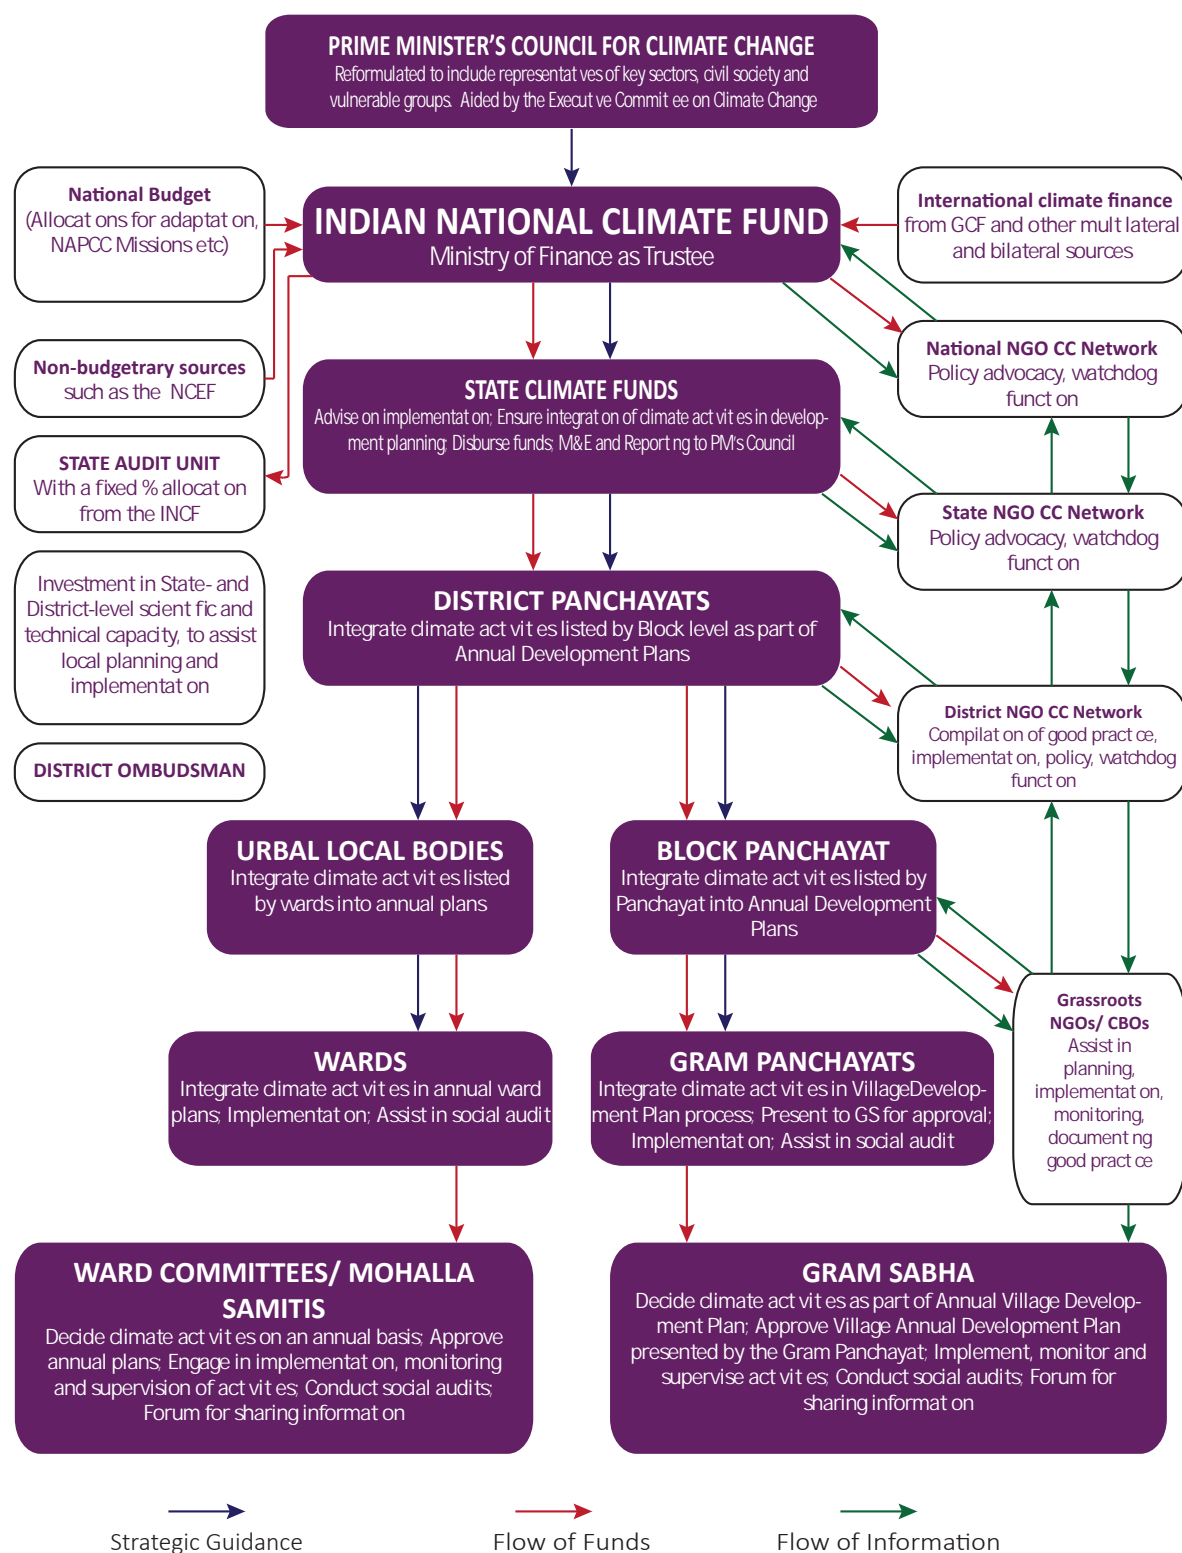 PRIME MINISTER'S COUNCIL FOR CLIMATE CHANGE
Reformulated to include representat ves of key sectors, civil society and
vulnerable groups. Aided by the Execut ve Commit ee on Climate Change
National Budget
(Allocat ons for adaptat on,
NAPCC Missions etc)
INDIAN NATIONAL CLIMATE FUND
Ministry of Finance as Trustee
International climate finance
from GCF and other mult lateral
and bilateral sources
Non-budgetrary sources
such as the NCEF
STATE CLIMATE FUNDS
Advise on implementat on; Ensure integrat on of climate act vit es in develop-
ment planning; Disburse funds; M&E and Reporting to PM's Council
National NGO CC Network
Policy advocacy, watchdog
funct on
STATE AUDIT UNIT
With a fixed % allocat on
from the INCF
State NGO CC Network
Policy advocacy, watchdog
funct on
Investment in State- and
District-level scient fic and
technical capacity, to assist
local planning and
implementat on
DISTRICT PANCHAYATS
Integrate climate act vit es listed by Block level as part of
Annual Development Plans
District NGO CC Network
Compilat on of good pract ce,
implementat on, policy, watchdog
funct on
DISTRICT OMBUDSMAN
URBAL LOCAL BODIES
Integrate climate act vit es listed
by wards into annual plans
BLOCK PANCHAYAT
Integrate climate act vit es listed by
Panchayat into Annual Development
Plans
Grassroots
NGOs/ CBOs
Assist in
planning,
implementat on,
monitoring,
document ng
good pract ce
WARDS
Integrate climate act vit es in annual ward
plans; Implementat on; Assist in social audit
GRAM PANCHAYATS
Integrate climate act vit es in VillageDevelop-
ment Plan process; Present to GS for approval;
Implementat on; Assist in social audit
WARD COMMITTEES/ MOHALLA
SAMITIS
Decide climate act vit es on an annual basis; Approve
annual plans; Engage in implementat on, monitoring
and supervision of act vit es; Conduct social audits;
Forum for sharing informat on
GRAM SABHA
Decide climate act vit es as part of Annual Village Develop-
ment Plan; Approve Village Annual Development Plan
presented by the Gram Panchayat; Implement, monitor and
supervise act vit es; Conduct social audits; Forum for
sharing informat on
Strategic Guidance
Flow of Funds
Flow of Information